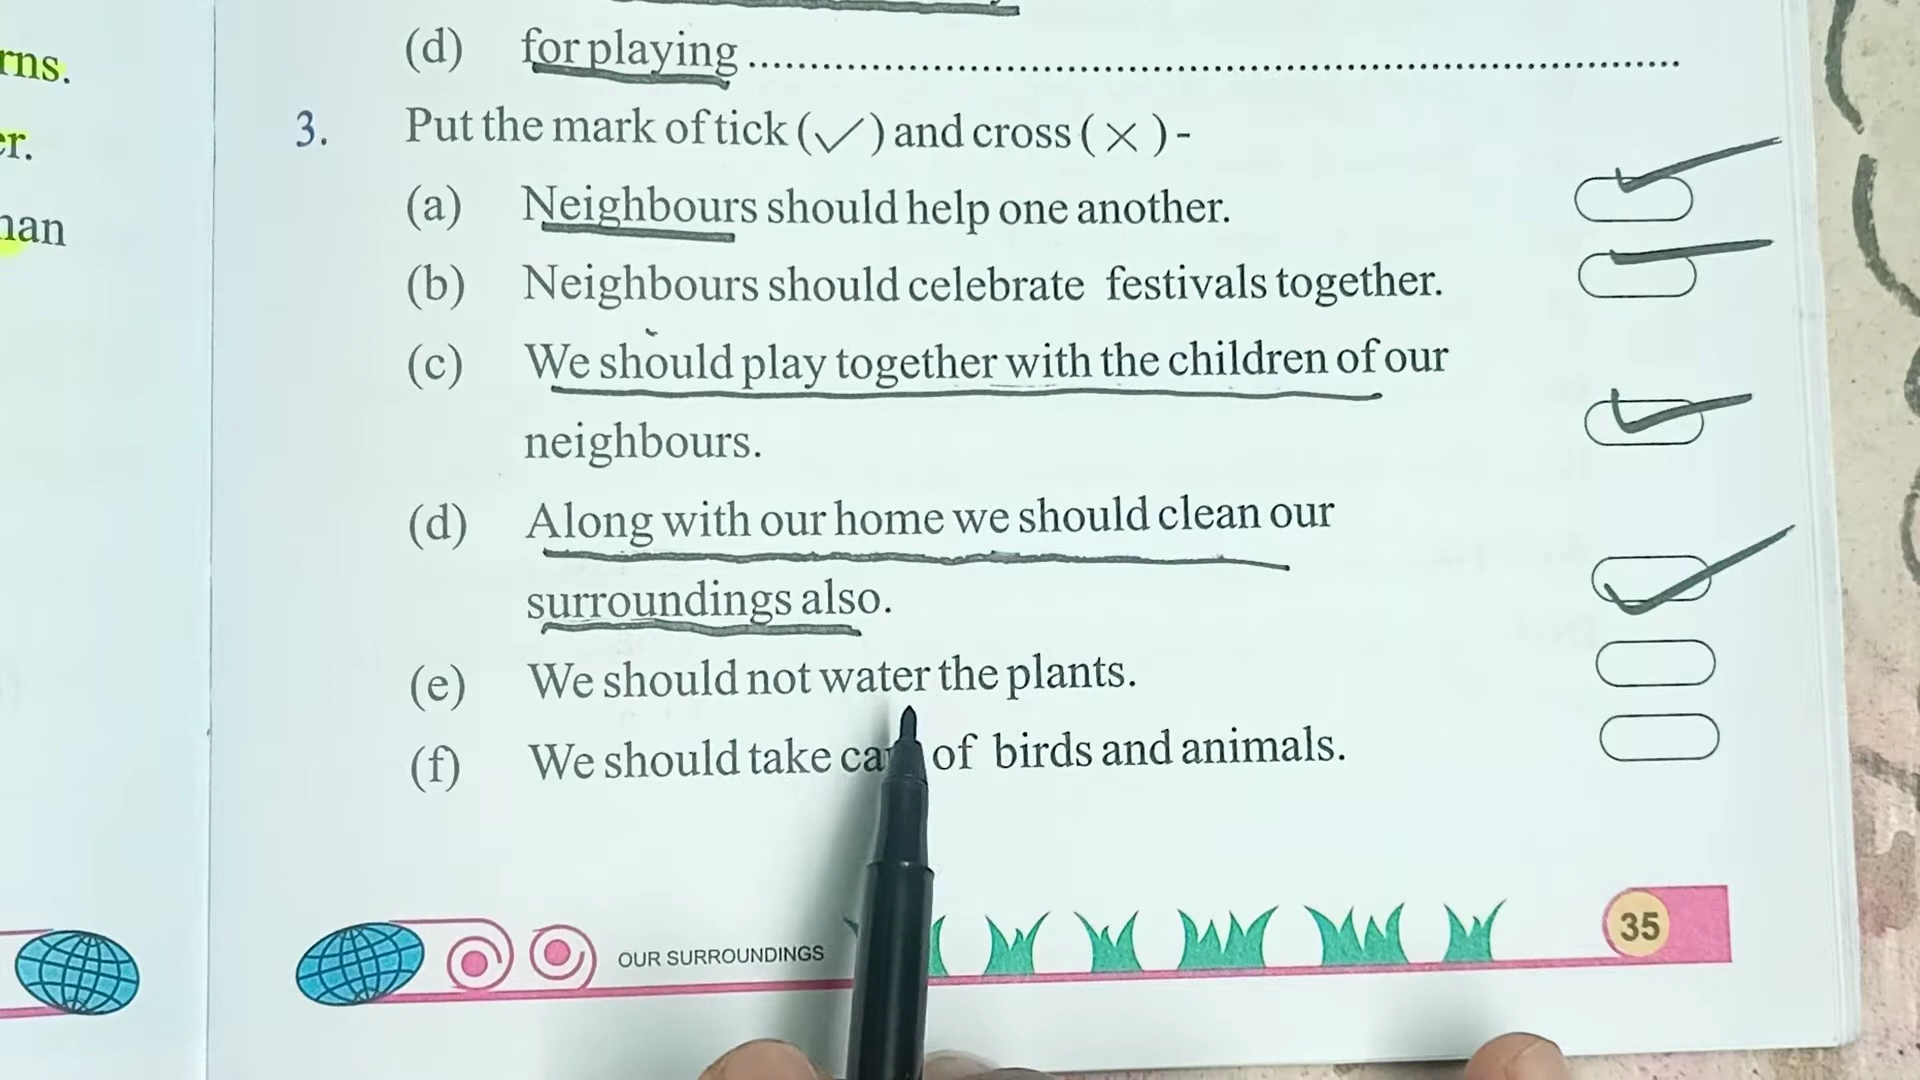 rns.
er.
(d) for playing ........................................................................
3. Put the mark of tick (✓) and cross (×) -
(a) Neighbours should help one another.
(b) Neighbours should celebrate festivals together.
(c) We should play together with the children of our
neighbours.
(d) Along with our home we should clean our
surroundings also.
(e) We should not water the plants.
(f) We should take ca of birds and animals.
OUR SURROUNDINGS
35